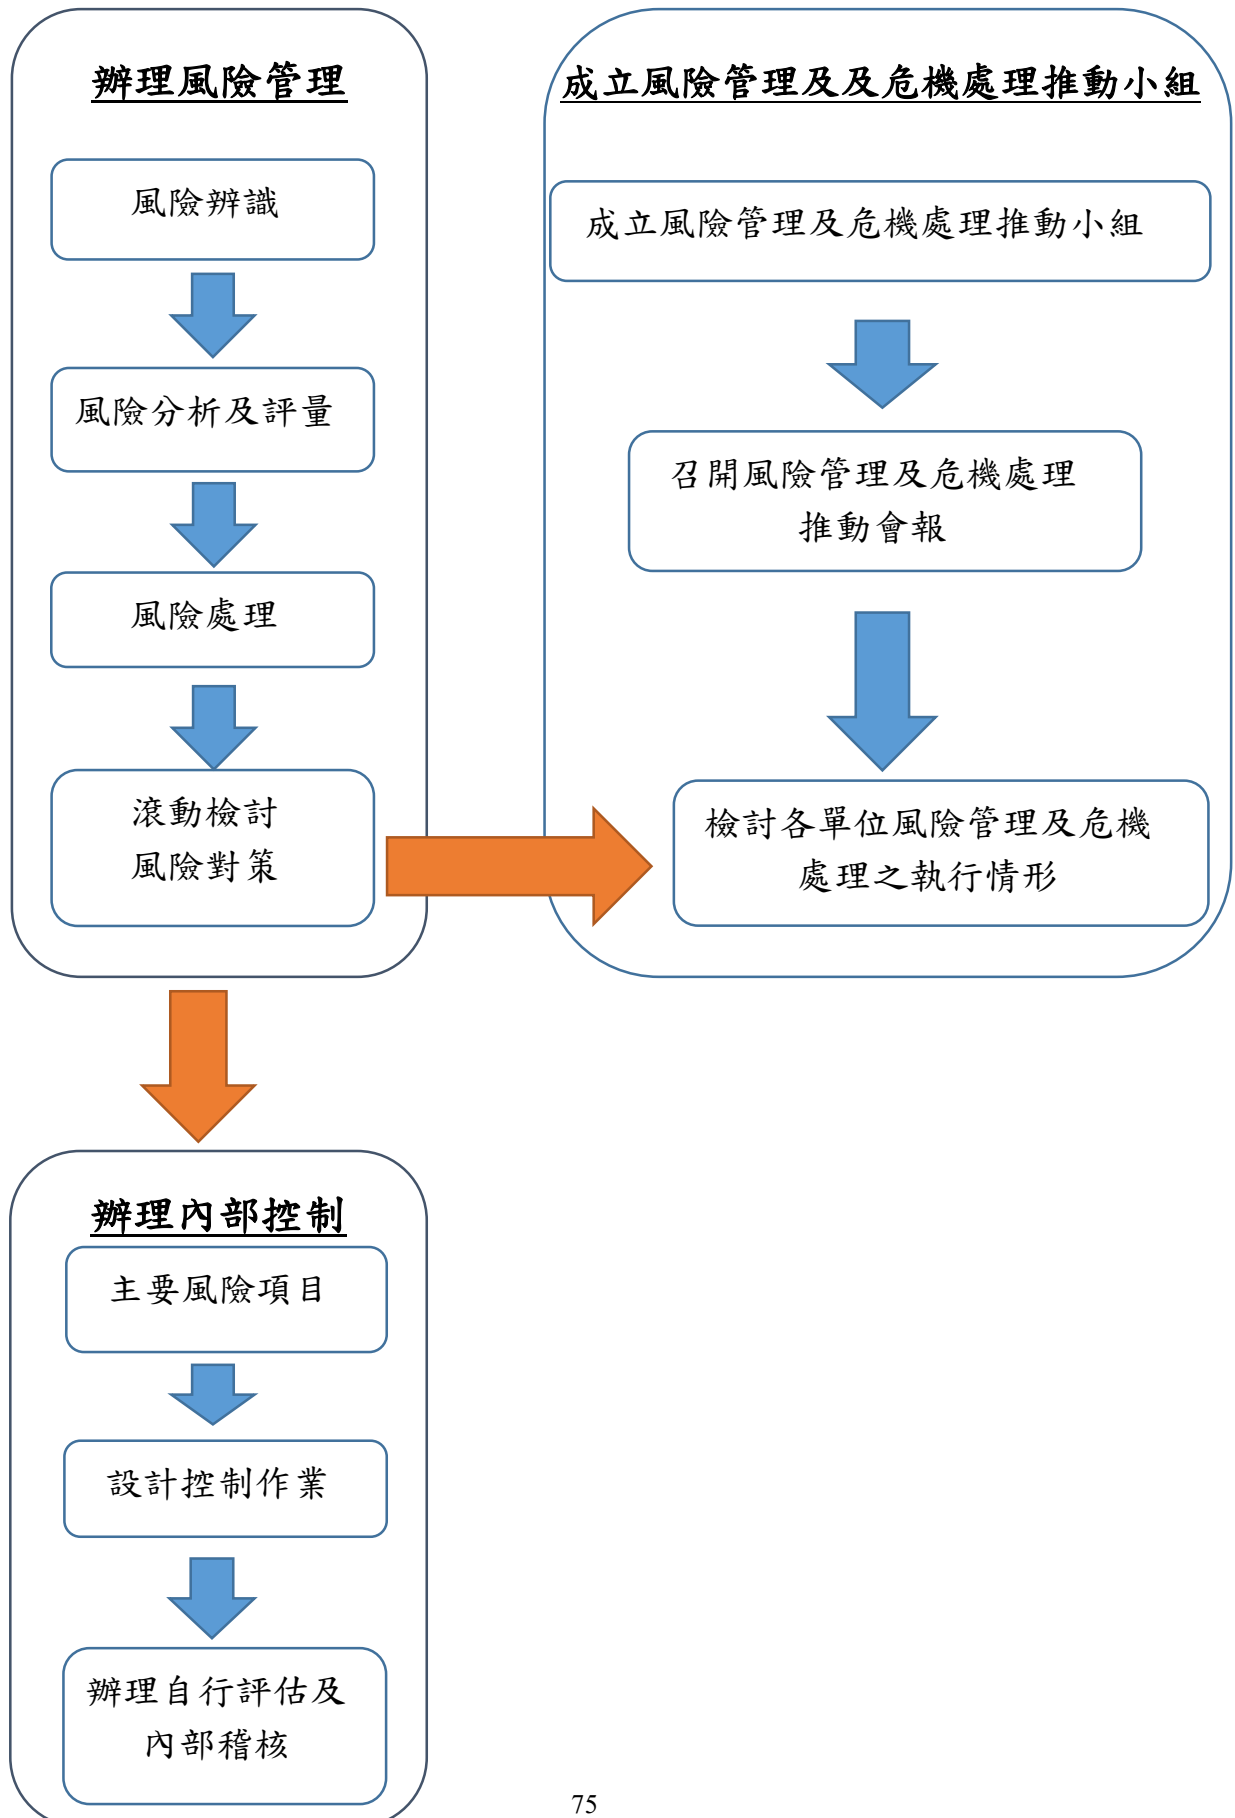 辦理風險管理
風險辨識
風險分析及評量
風險處理
滾動檢討
風險對策
成立風險管理及及危機處理推動小組
成立風險管理及危機處理推動小組
召開風險管理及危機處理
推動會報
檢討各單位風險管理及危機
處理之執行情形
辦理內部控制
主要風險項目
設計控制作業
辦理自行評估及
內部稽核
75